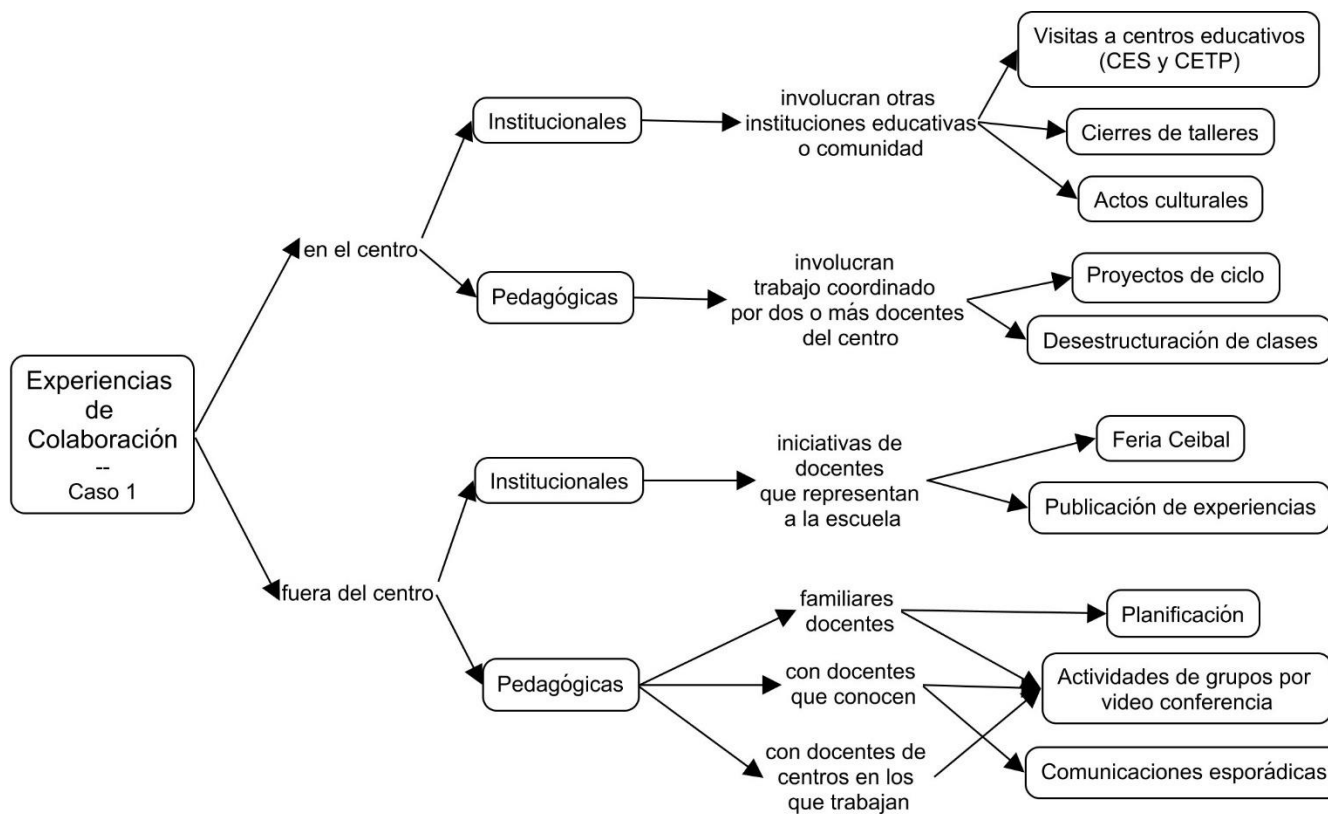 Visitas a centros educativos
(CES y CETP)
involucran otras
instituciones educativas
o comunidad
Institucionales
Cierres de talleres
Actos culturales
en el centro
Pedagógicas
involucran
trabajo coordinado
por dos o más docentes
del centro
Proyectos de ciclo
Desestructuración de clases
Experiencias
de
Colaboración
--
Caso 1
Institucionales
iniciativas de
docentes
que representan
a la escuela
Feria Ceibal
Publicación de experiencias
fuera del centro
Pedagógicas
familiares
docentes
Planificación
con docentes
que conocen
Actividades de grupos por
video conferencia
con docentes de
centros en los
que trabajan
Comunicaciones esporádicas